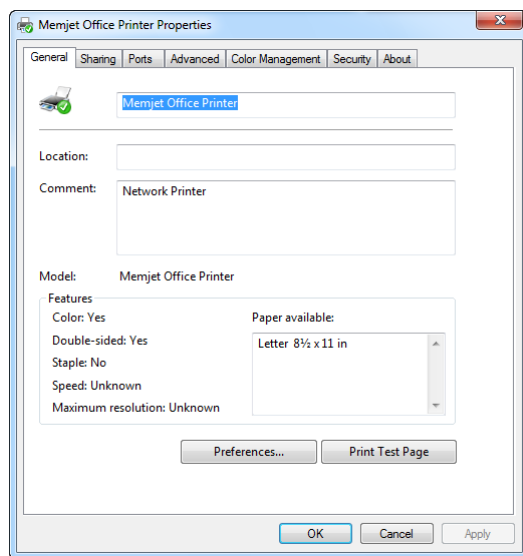 Memjet Office Printer Properties
General Sharing Ports Advanced Color Management Security About
Memjet Office Printer
Location:
Comment: Network Printer
Model: Memjet Office Printer
Features
Color: Yes Paper available:
Double-sided: Yes Letter 8½ x 11 in
Staple: No
Speed: Unknown
Maximum resolution: Unknown
Preferences... Print Test Page
OK Cancel Apply